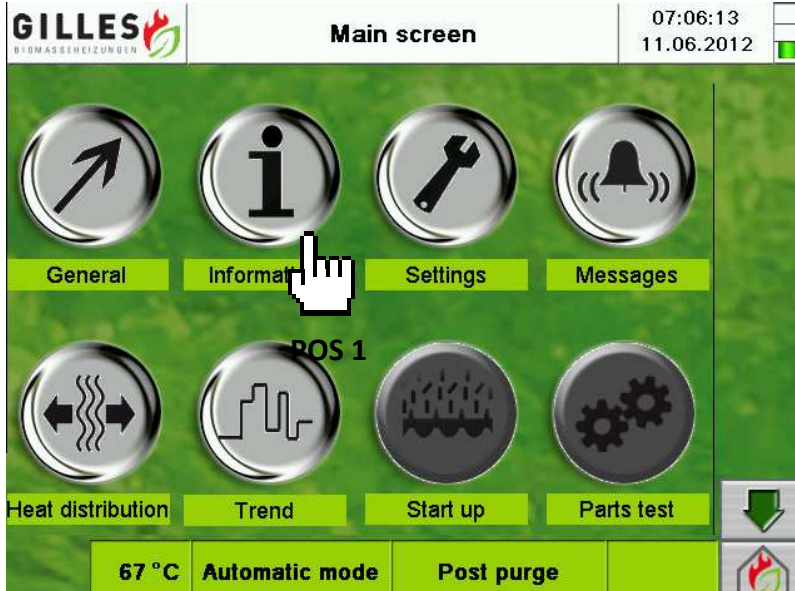 GILLES
BIOMASSEHEIZUNGEN
Main screen
07:06:13
11.06.2012
General
Settings
Messages
POS 1
Heat distribution
Trend
Start up
Parts test
67 °C
Automatic mode
Post purge